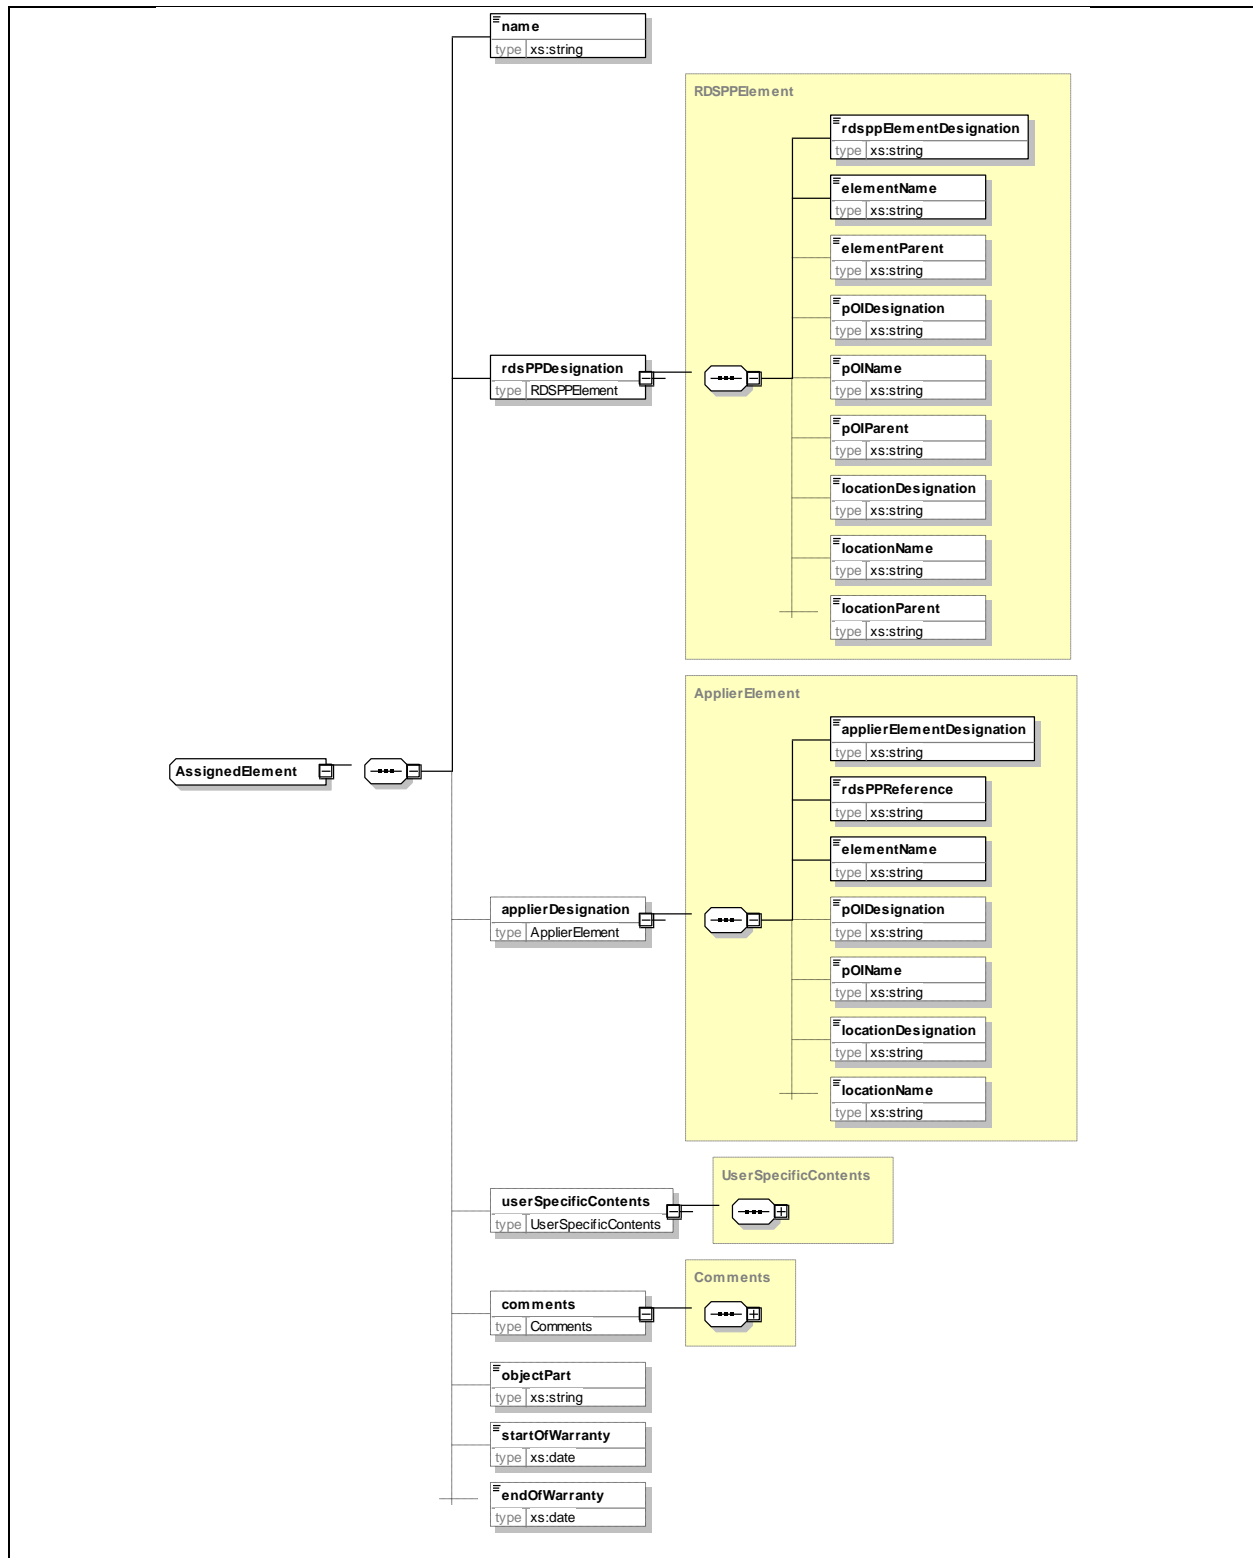 name
type xs:string
RDSPPElement
rdsppElementDesignation
type xs:string
elementName
type xs:string
elementParent
type xs:string
pOIDesignation
type xs:string
rdsPPDesignation
type RDSPPElement
pOIName
type xs:string
pOIParent
type xs:string
locationDesignation
type xs:string
locationName
type xs:string
locationParent
type xs:string
ApplierElement
applierElementDesignation
type xs:string
AssignedElement
rdsPPReference
type xs:string
elementName
type xs:string
applierDesignation
type ApplierElement
pOIDesignation
type xs:string
pOIName
type xs:string
locationDesignation
type xs:string
locationName
type xs:string
UserSpecificContents
userSpecificContents
type UserSpecificContents
Comments
comments
type Comments
objectPart
type xs:string
startOfWarranty
type xs:date
endOfWarranty
type xs:date